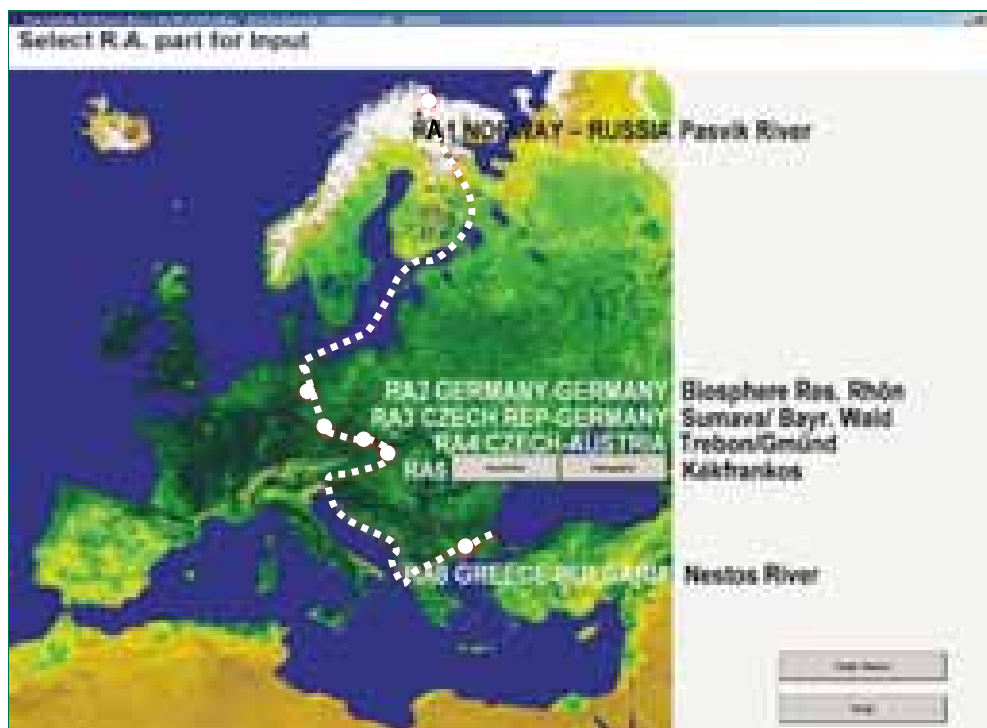 Select R.A. part for Input
RA1 NORWAY – RUSSIA Pasvik River
RA2 GERMANY-GERMANY Biosphere Res. Rhön
RA3 CZECH REP-GERMANY Sumava/ Bayr. Wald
RA4 CZECH-AUSTRIA Trebon/Gmünd
RA5 Kékfrankos
RA6 GREECE-BULGARIA Nestos River